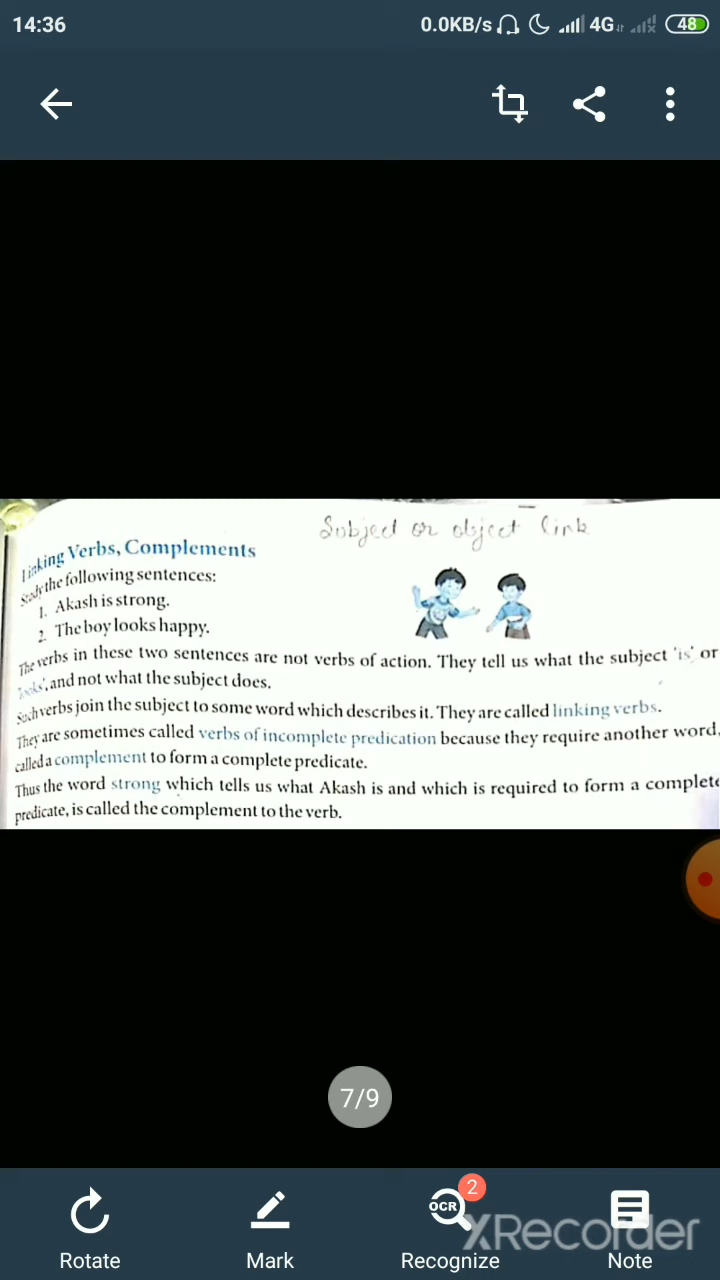 14:36
0.0KB/s 4G 48
Subject or object link
Linking Verbs, Complements
Study the following sentences:
1. Akash is strong.
2. The boy looks happy.
The verbs in these two sentences are not verbs of action. They tell us what the subject 'is' or
'looks', and not what the subject does.
Such verbs join the subject to some word which describes it. They are called linking verbs.
They are sometimes called verbs of incomplete predication because they require another word,
called a complement to form a complete predicate.
Thus the word strong which tells us what Akash is and which is required to form a complete
predicate, is called the complement to the verb.
7/9
2
OCR
XRecorder
Rotate Mark Recognize Note